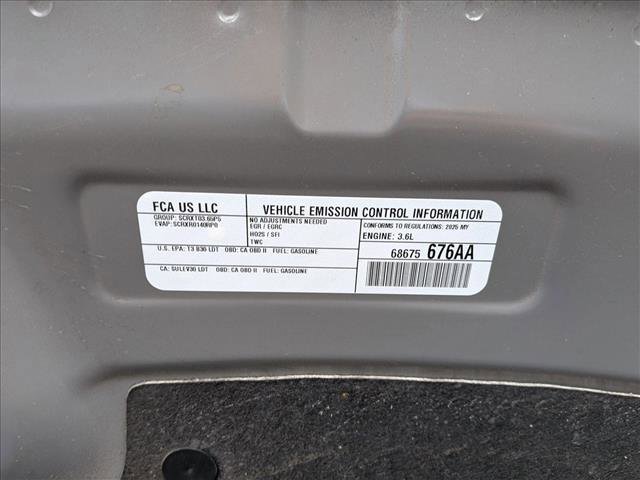 FCA US LLC
VEHICLE EMISSION CONTROL INFORMATION
GROUP: SCRXT03.65P5
EVAP: SCRXR0140RP0
NO ADJUSTMENTS NEEDED
EGR / EGRC
HO2S / SFI
TWC
CONFORMS TO REGULATIONS: 2025 MY
ENGINE: 3.6L
U.S. EPA: T3 B30 LDT OBD: CA OBD II FUEL: GASOLINE
68675 676AA
CA: SULEV30 LDT OBD: CA OBD II FUEL: GASOLINE